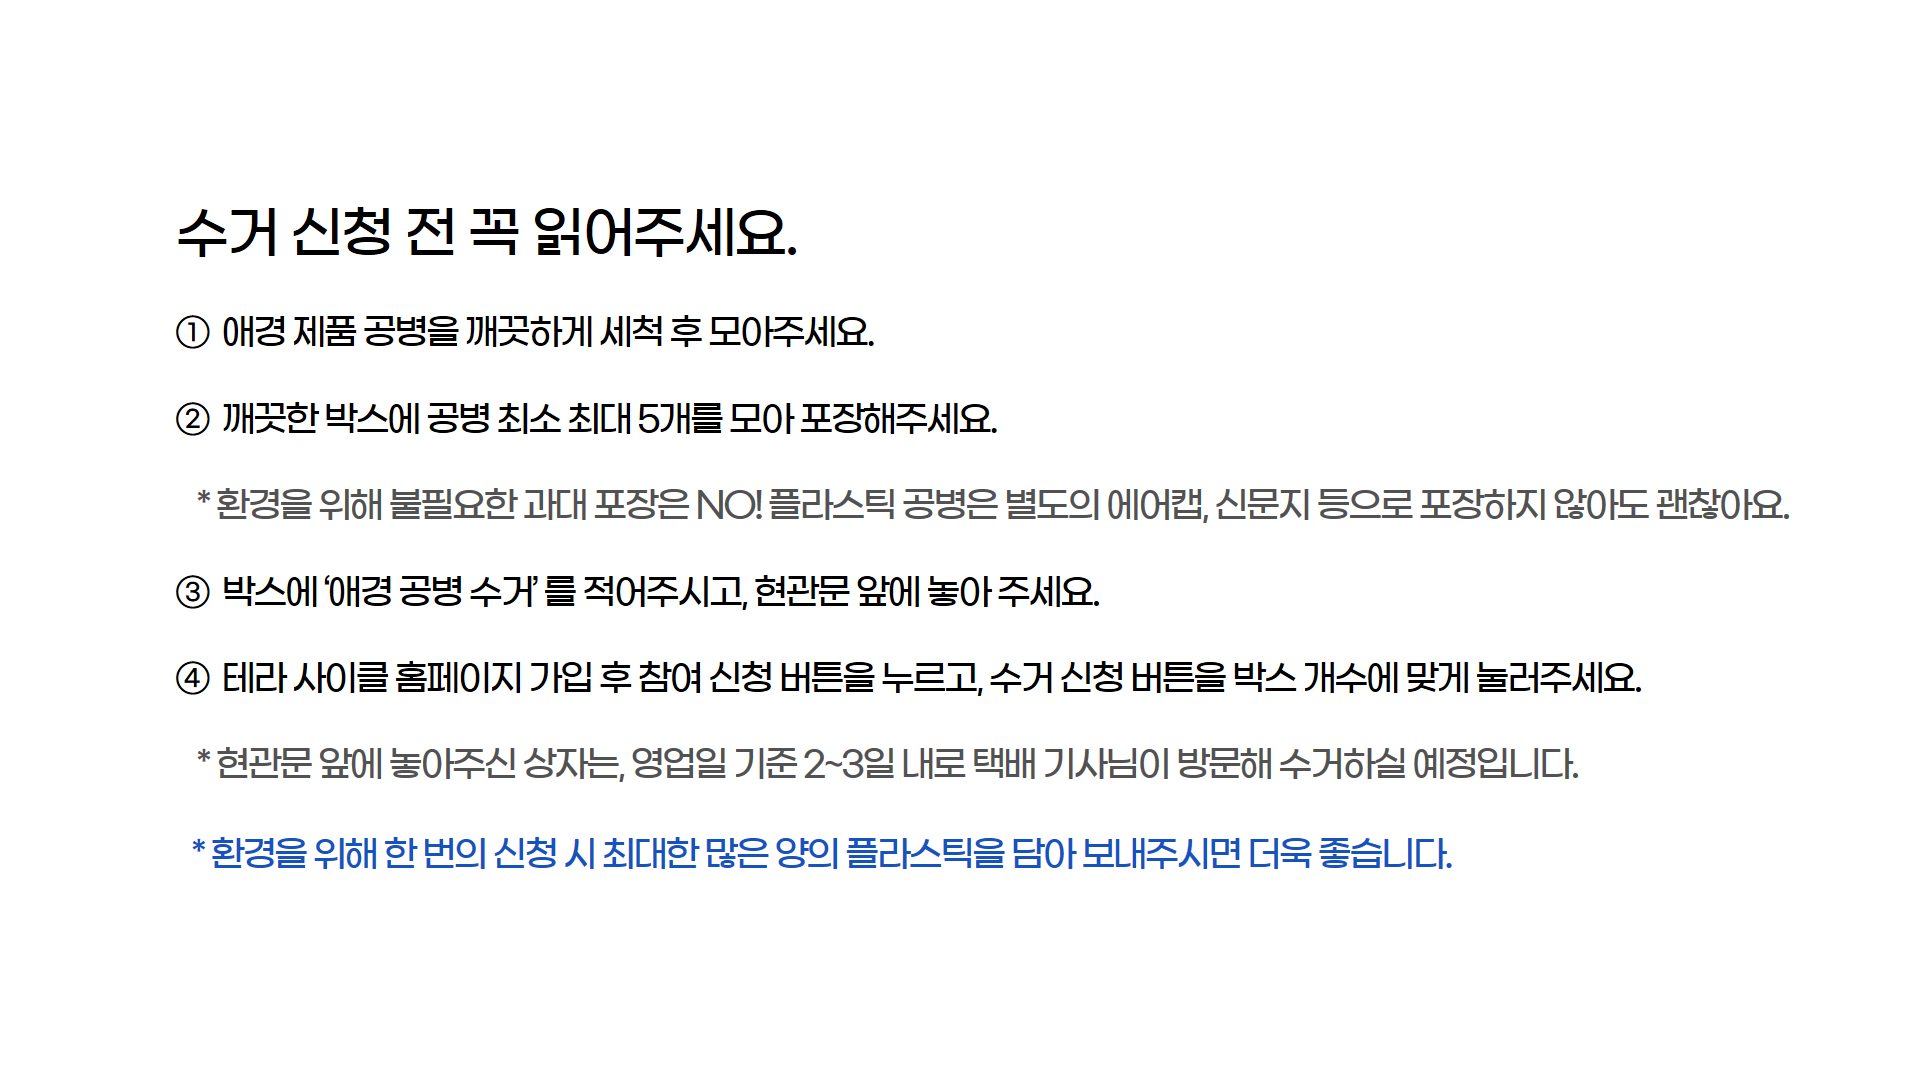 수거 신청 전 꼭 읽어주세요.
① 애경 제품 공병을 깨끗하게 세척 후 모아주세요.
② 깨끗한 박스에 공병 최소 최대 5개를 모아 포장해주세요.
* 환경을 위해 불필요한 과대 포장은 NO! 플라스틱 공병은 별도의 에어캡, 신문지 등으로 포장하지 않아도 괜찮아요.
③ 박스에 ‘애경 공병 수거’ 를 적어주시고, 현관문 앞에 놓아 주세요.
④ 테라 사이클 홈페이지 가입 후 참여 신청 버튼을 누르고, 수거 신청 버튼을 박스 개수에 맞게 눌러주세요.
* 현관문 앞에 놓아주신 상자는, 영업일 기준 2~3일 내로 택배 기사님이 방문해 수거하실 예정입니다.
* 환경을 위해 한 번의 신청 시 최대한 많은 양의 플라스틱을 담아 보내주시면 더욱 좋습니다.